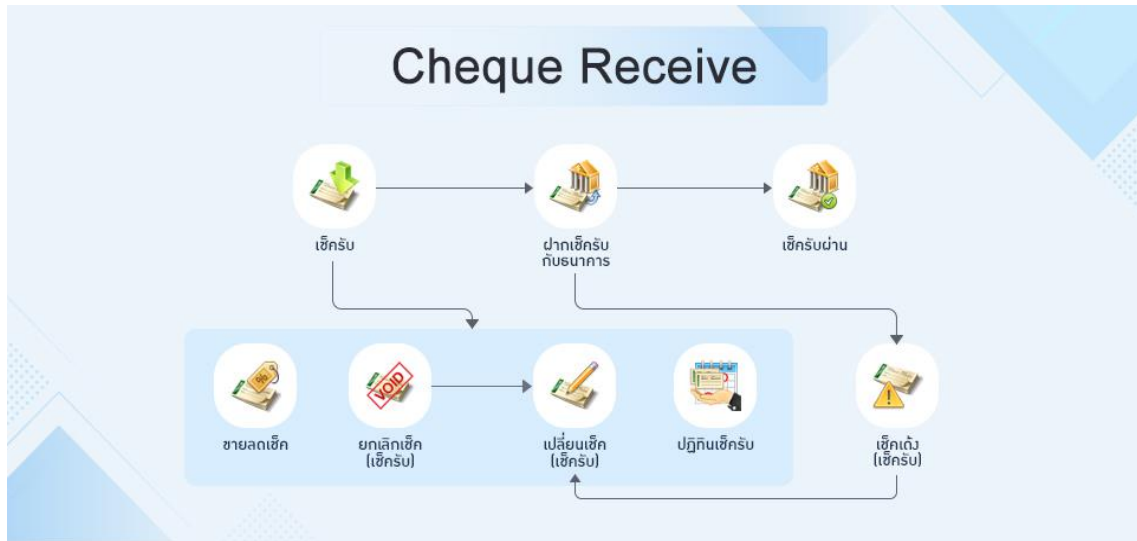 Cheque Receive
เช็ครับ
ฝากเช็ครับ
กับธนาคาร
เช็ครับผ่าน
%
VOID
ขายลดเช็ค
ยกเลิกเช็ค
(เช็ครับ)
เปลี่ยนเช็ค
(เช็ครับ)
ปฏิทินเช็ครับ
เช็คเด้ง
(เช็ครับ)